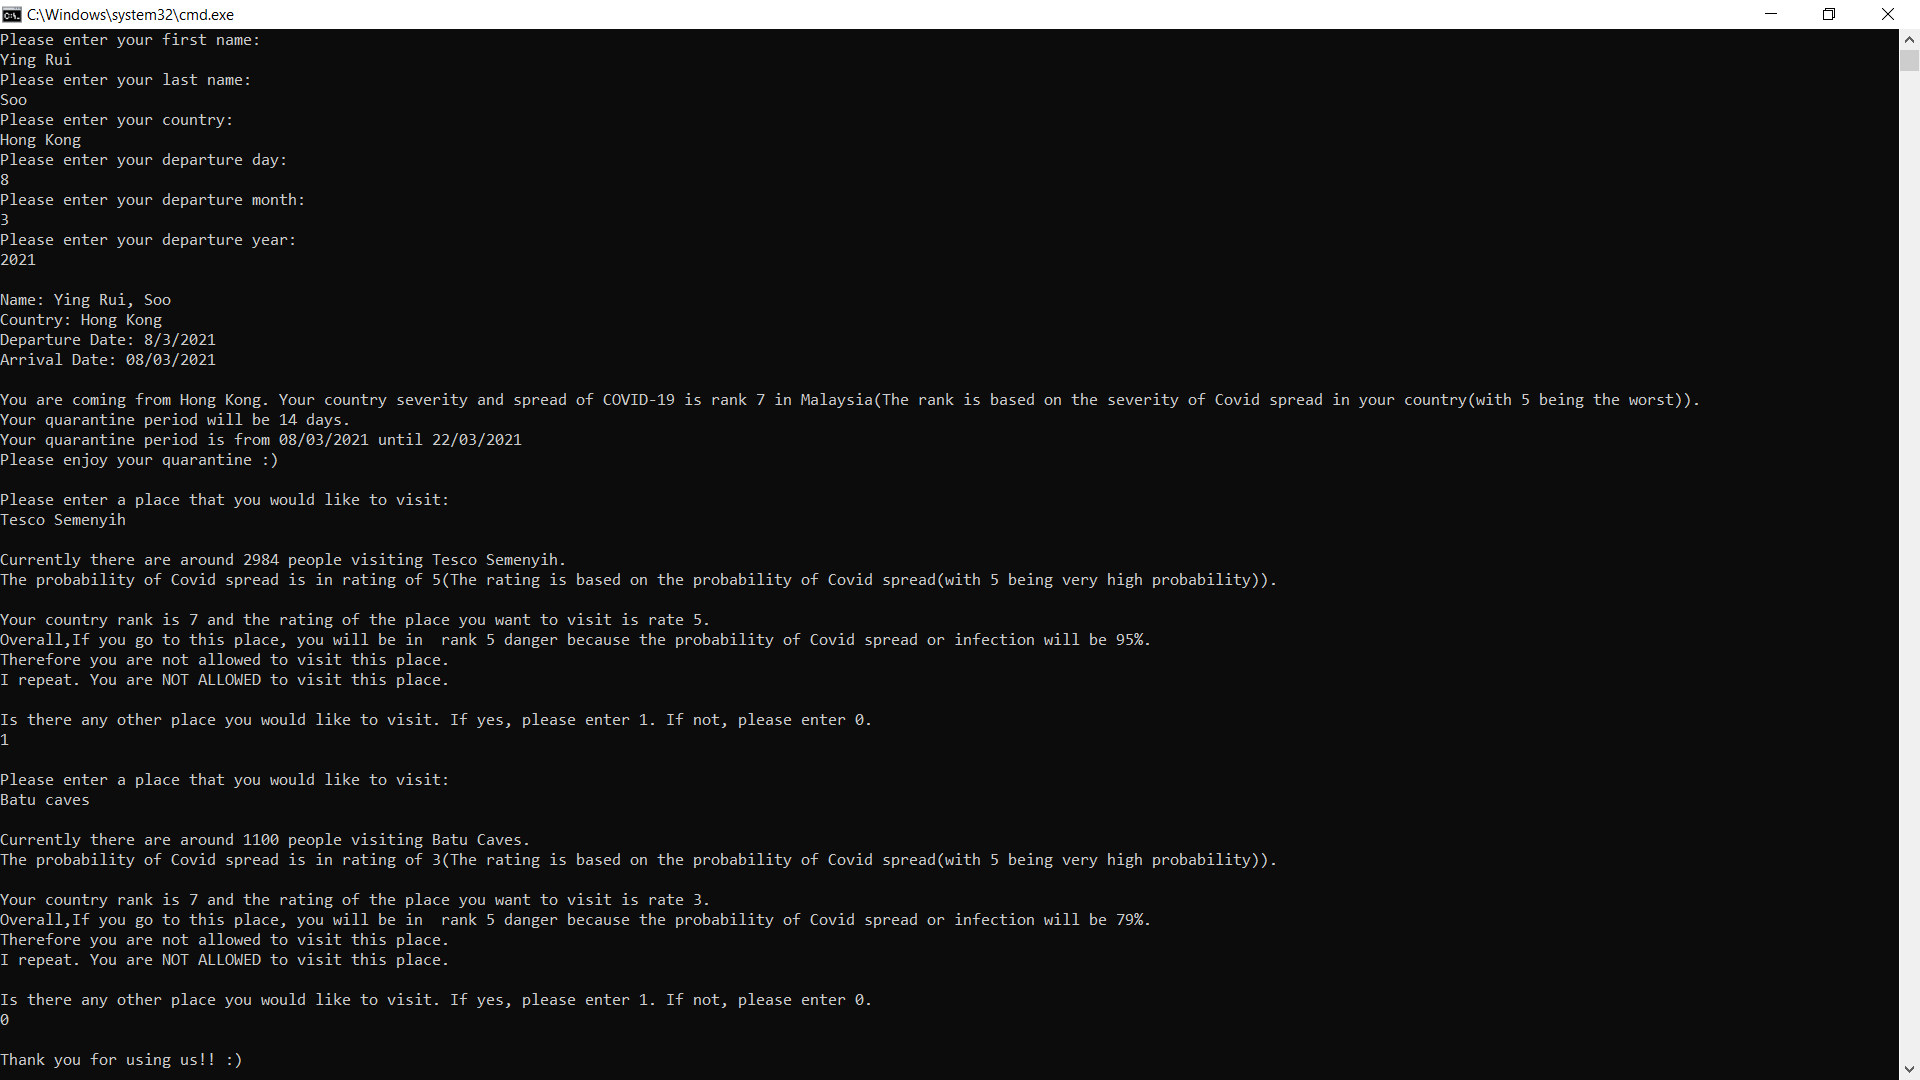 C:\Windows\system32\cmd.exe
Please enter your first name:
Ying Rui
Please enter your last name:
Soo
Please enter your country:
Hong Kong
Please enter your departure day:
8
Please enter your departure month:
3
Please enter your departure year:
2021
Name: Ying Rui, Soo
Country: Hong Kong
Departure Date: 8/3/2021
Arrival Date: 08/03/2021
You are coming from Hong Kong. Your country severity and spread of COVID-19 is rank 7 in Malaysia(The rank is based on the severity of Covid spread in your country(with 5 being the worst)).
Your quarantine period will be 14 days.
Your quarantine period is from 08/03/2021 until 22/03/2021
Please enjoy your quarantine :)
Please enter a place that you would like to visit:
Tesco Semenyih
Currently there are around 2984 people visiting Tesco Semenyih.
The probability of Covid spread is in rating of 5(The rating is based on the probability of Covid spread(with 5 being very high probability)).
Your country rank is 7 and the rating of the place you want to visit is rate 5.
Overall,If you go to this place, you will be in  rank 5 danger because the probability of Covid spread or infection will be 95%.
Therefore you are not allowed to visit this place.
I repeat. You are NOT ALLOWED to visit this place.
Is there any other place you would like to visit. If yes, please enter 1. If not, please enter 0.
1
Please enter a place that you would like to visit:
Batu caves
Currently there are around 1100 people visiting Batu Caves.
The probability of Covid spread is in rating of 3(The rating is based on the probability of Covid spread(with 5 being very high probability)).
Your country rank is 7 and the rating of the place you want to visit is rate 3.
Overall,If you go to this place, you will be in  rank 5 danger because the probability of Covid spread or infection will be 79%.
Therefore you are not allowed to visit this place.
I repeat. You are NOT ALLOWED to visit this place.
Is there any other place you would like to visit. If yes, please enter 1. If not, please enter 0.
0
Thank you for using us!! :)